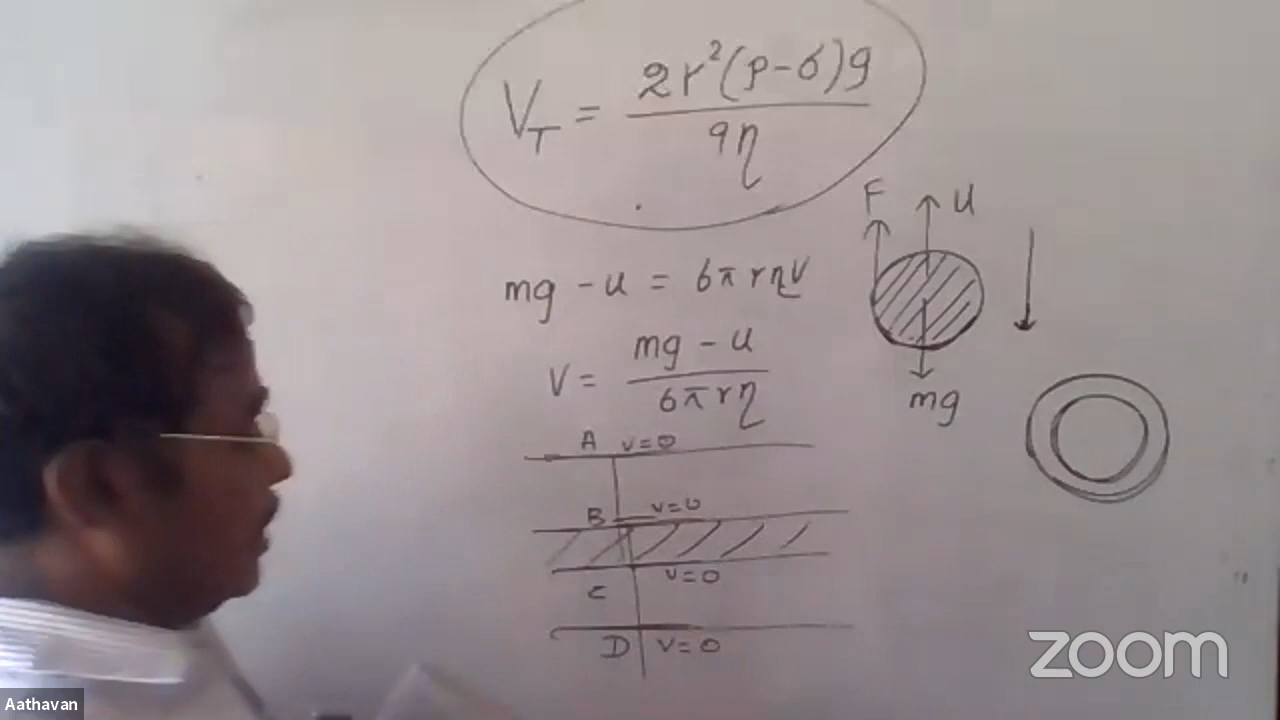 V_T = 2r²(ρ-σ)g / 9η
F
u
mg - u = 6πrηv
V = mg - u / 6πrη
mg
A v=0
B v=0
C v=0
D v=0
zoom
Aathavan